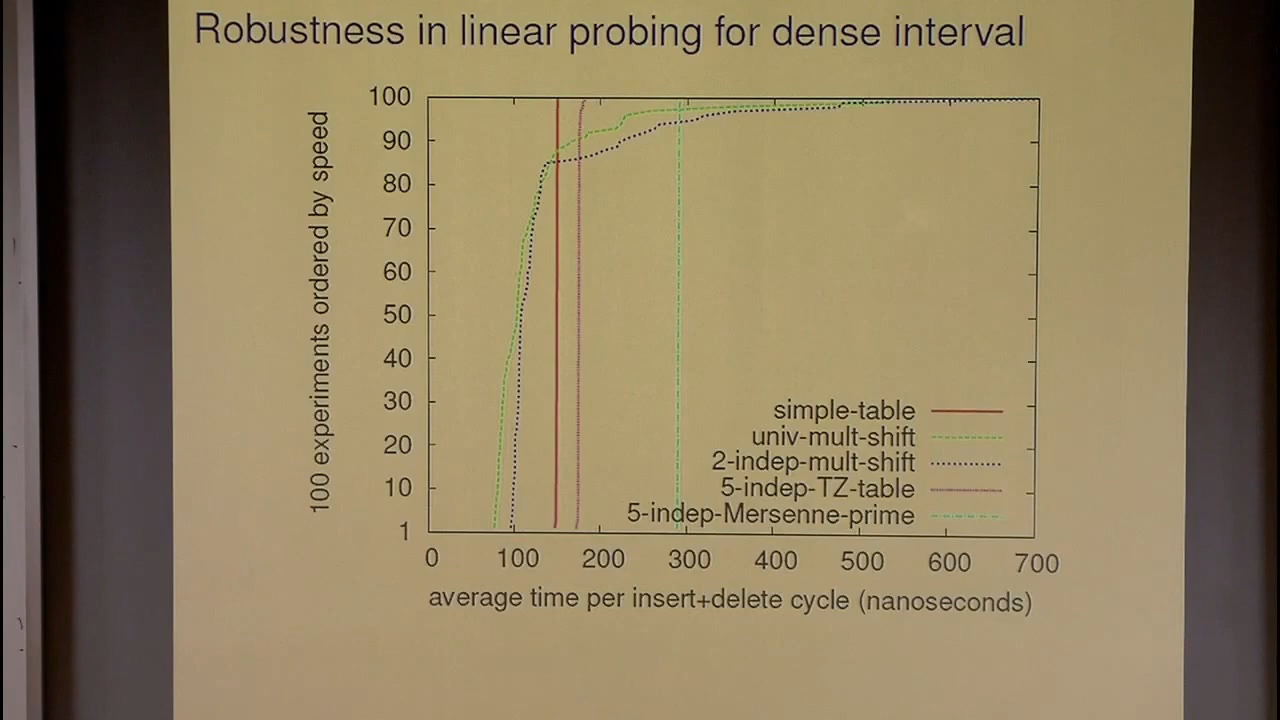 Robustness in linear probing for dense interval
100 experiments ordered by speed
100
90
80
70
60
50
40
30
20
10
1
simple-table
univ-mult-shift
2-indep-mult-shift
5-indep-TZ-table
5-indep-Mersenne-prime
0 100 200 300 400 500 600 700
average time per insert+delete cycle (nanoseconds)